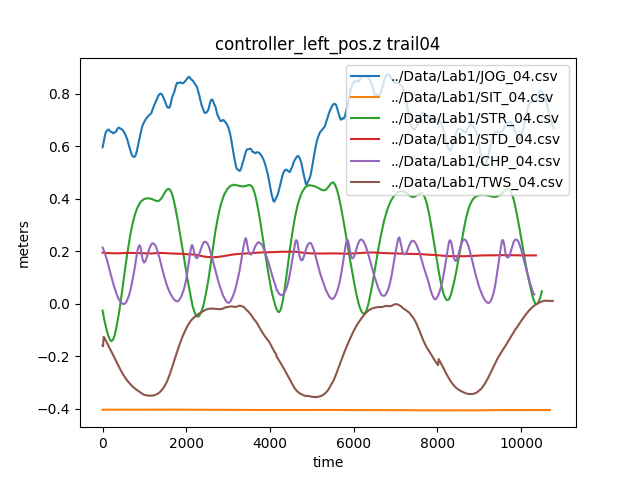 controller_left_pos.z trail04
../Data/Lab1/JOG_04.csv
../Data/Lab1/SIT_04.csv
../Data/Lab1/STR_04.csv
../Data/Lab1/STD_04.csv
../Data/Lab1/CHP_04.csv
../Data/Lab1/TWS_04.csv
meters
0.8
0.6
0.4
0.2
0.0
−0.2
−0.4
0 2000 4000 6000 8000 10000
time